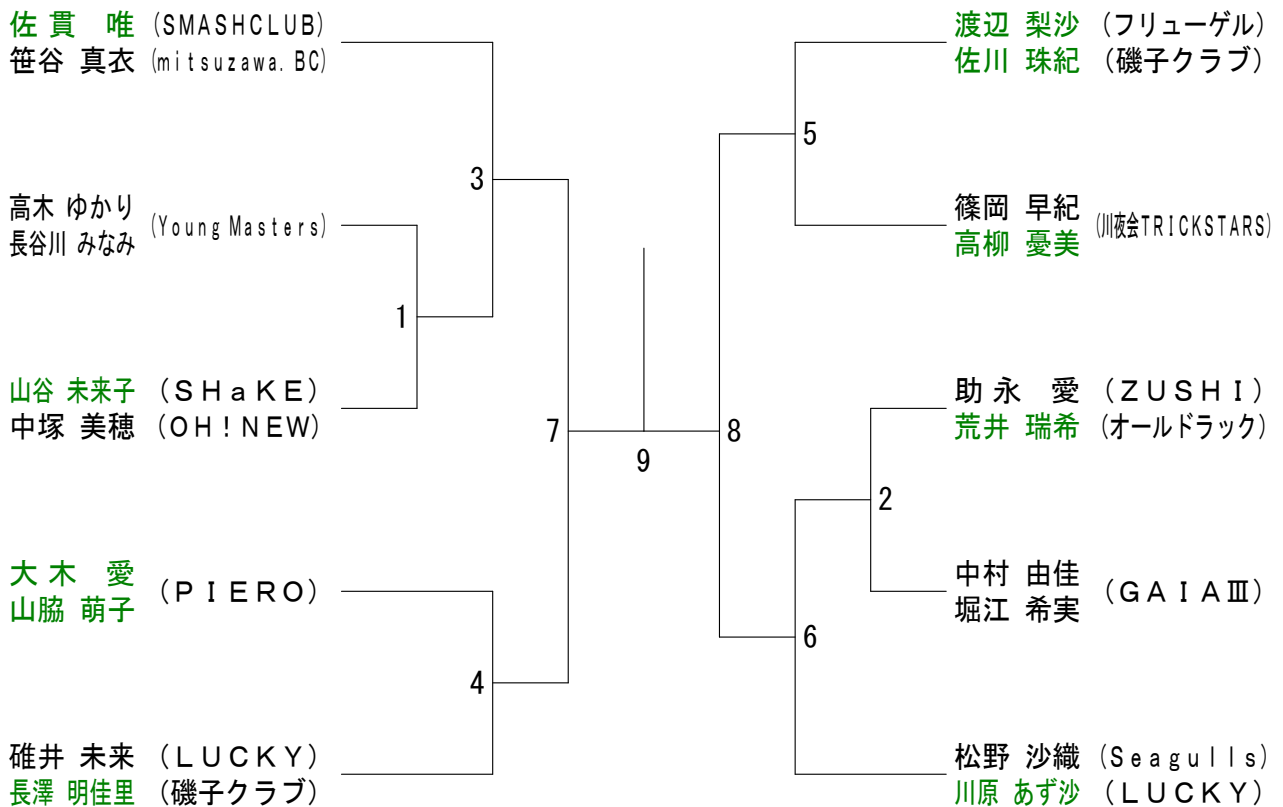 佐貫 唯 (SMASHCLUB)
笹谷 真衣 (mitsuzawa.BC)
高木 ゆかり
長谷川 みなみ
(Young Masters)
山谷 未来子 （ＳＨａＫＥ）
中塚 美穂 （ＯＨ！ＮＥＷ）
大木 愛
山脇 萌子
（ＰＩＥＲＯ）
碓井 未来 （ＬＵＣＫＹ）
長澤 明佳里 （磯子クラブ）
1
3
4
7
9
8
5
2
6
渡辺 梨沙 （フリューゲル）
佐川 珠紀 （磯子クラブ）
篠岡 早紀
高柳 憂美
(川夜会TRICKSTARS)
助永 愛 （ＺＵＳＨＩ）
荒井 瑞希 （オールドラック）
中村 由佳
堀江 希実
（ＧＡＩＡⅢ）
松野 沙織 (Seagulls)
川原 あず沙 （ＬＵＣＫＹ）